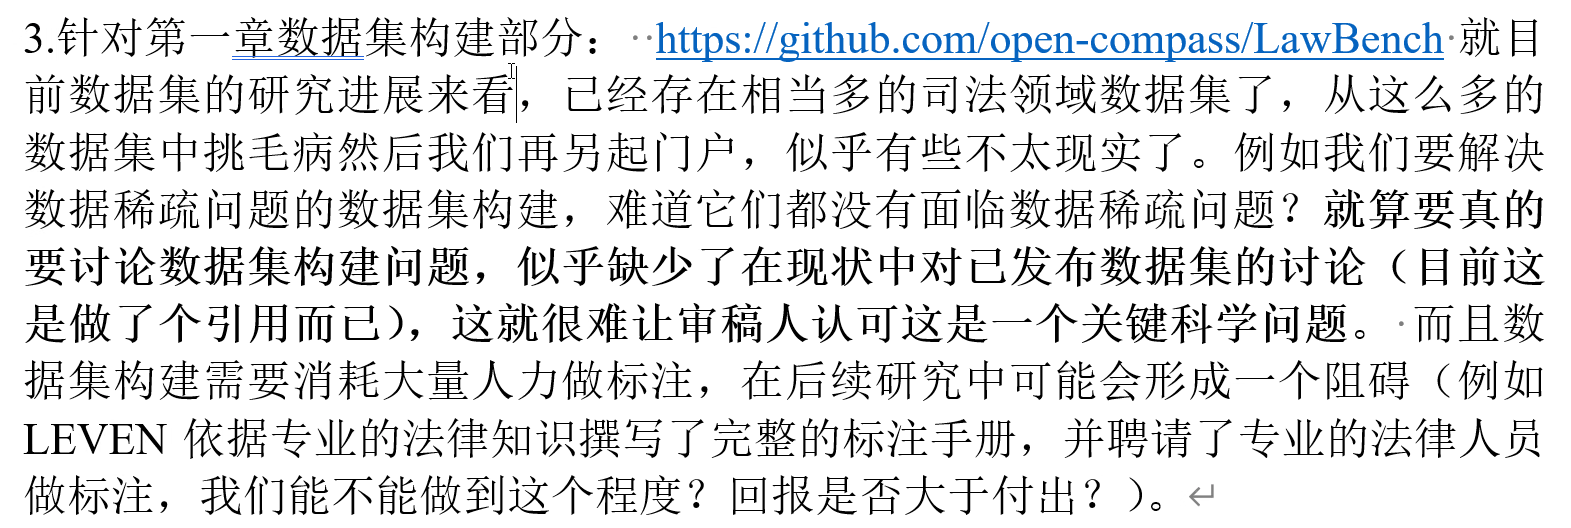 3.针对第一章数据集构建部分： https://github.com/open-compass/LawBench 就目
前数据集的研究进展来看，已经存在相当多的司法领域数据集了，从这么多的
数据集中挑毛病然后我们再另起门户，似乎有些不太现实了。例如我们要解决
数据稀疏问题的数据集构建，难道它们都没有面临数据稀疏问题？就算要真的
要讨论数据集构建问题，似乎缺少了在现状中对已发布数据集的讨论（目前这
是做了个引用而已），这就很难让审稿人认可这是一个关键科学问题。 而且数
据集构建需要消耗大量人力做标注，在后续研究中可能会形成一个阻碍（例如
LEVEN 依据专业的法律知识撰写了完整的标注手册，并聘请了专业的法律人员
做标注，我们能不能做到这个程度？回报是否大于付出？）。